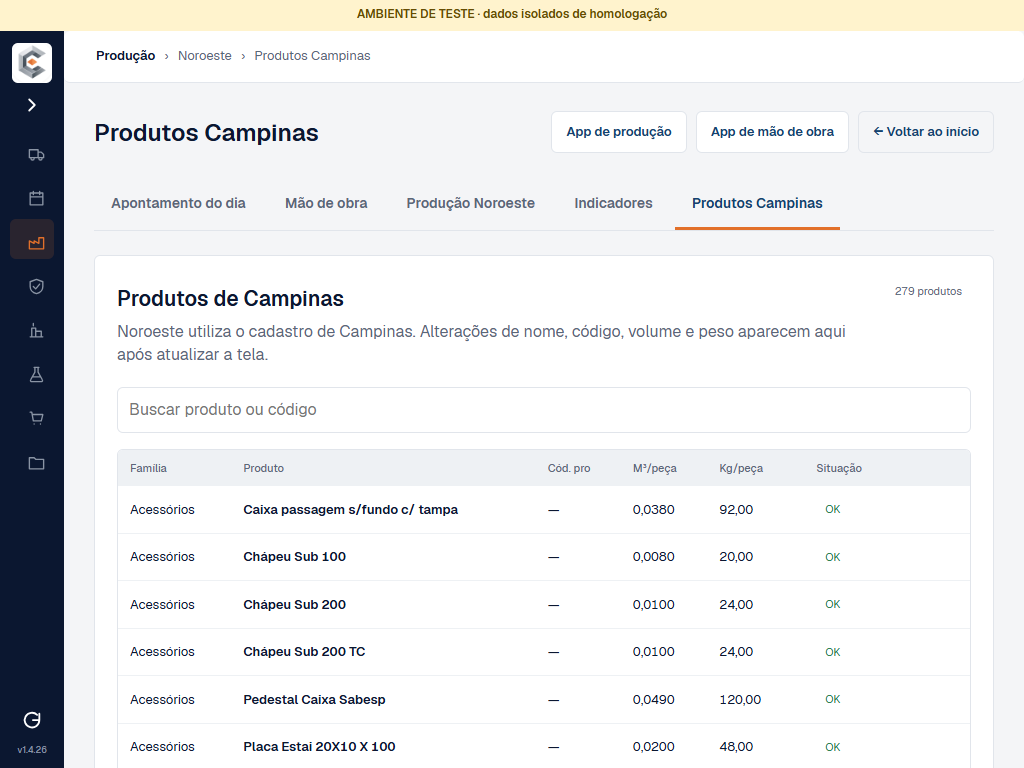 AMBIENTE DE TESTE · dados isolados de homologação
Produção › Noroeste › Produtos Campinas
Produtos Campinas
App de produção
App de mão de obra
← Voltar ao início
Apontamento do dia
Mão de obra
Produção Noroeste
Indicadores
Produtos Campinas
Produtos de Campinas
279 produtos
Noroeste utiliza o cadastro de Campinas. Alterações de nome, código, volume e peso aparecem aqui
após atualizar a tela.
Buscar produto ou código
Família Produto Cód. pro M³/peça Kg/peça Situação
Acessórios Caixa passagem s/fundo c/ tampa — 0,0380 92,00 OK
Acessórios Chápeu Sub 100 — 0,0080 20,00 OK
Acessórios Chápeu Sub 200 — 0,0100 24,00 OK
Acessórios Chápeu Sub 200 TC — 0,0100 24,00 OK
Acessórios Pedestal Caixa Sabesp — 0,0490 120,00 OK
Acessórios Placa Estai 20X10 X 100 — 0,0200 48,00 OK
v1.4.26